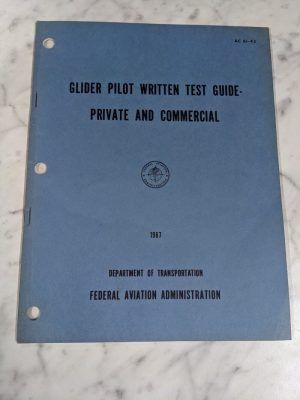 GLIDER PILOT WRITTEN TEST GUIDE-
PRIVATE AND COMMERCIAL
1967
DEPARTMENT OF TRANSPORTATION
FEDERAL AVIATION ADMINISTRATION